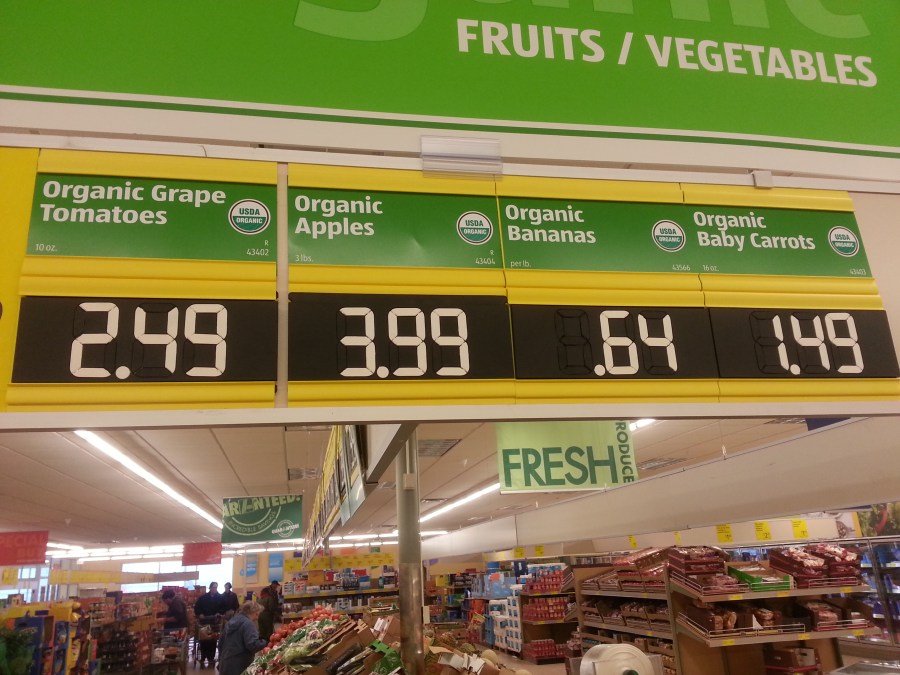 FRUITS / VEGETABLES
Organic Grape
Tomatoes
USDA
ORGANIC
10 oz.
R
43402
2.49
Organic
Apples
USDA
ORGANIC
3 lbs.
R
43404
3.99
Organic
Bananas
USDA
ORGANIC
per lb.
43566
.64
Organic
Baby Carrots
USDA
ORGANIC
16 oz.
43403
1.49
FRESH
PRODUCE